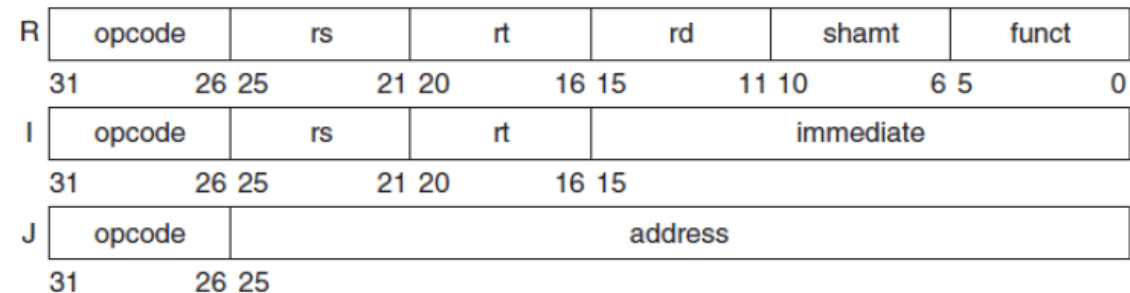 R opcode rs rt rd shamt funct
31 26 25 21 20 16 15 11 10 6 5 0
I opcode rs rt immediate
31 26 25 21 20 16 15
J opcode address
31 26 25